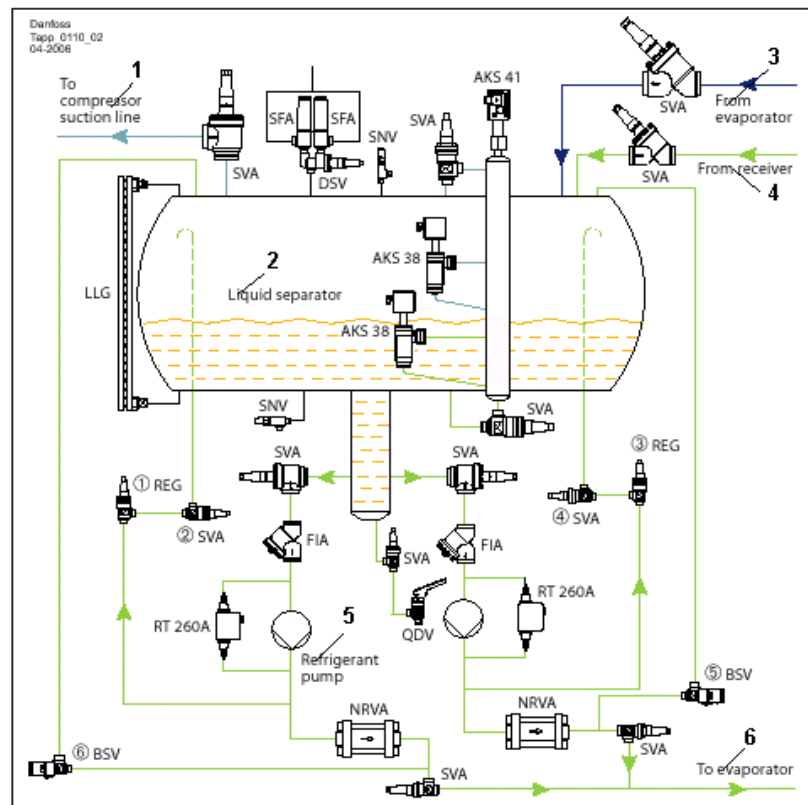 Danfoss
Tapp_0110_02
04-2006
1
To
compressor
suction line
SVA
SFA
SFA
DSV
SNV
SVA
AKS 41
SVA
3
From
evaporator
SVA
From receiver
4
LLG
2
Liquid separator
AKS 38
AKS 38
SNV
SVA
SVA
SVA
① REG
② SVA
③ REG
④ SVA
FIA
SVA
FIA
RT 260A
5
Refrigerant
pump
QDV
RT 260A
⑤ BSV
NRVA
NRVA
SVA
⑥ BSV
SVA
6
To evaporator